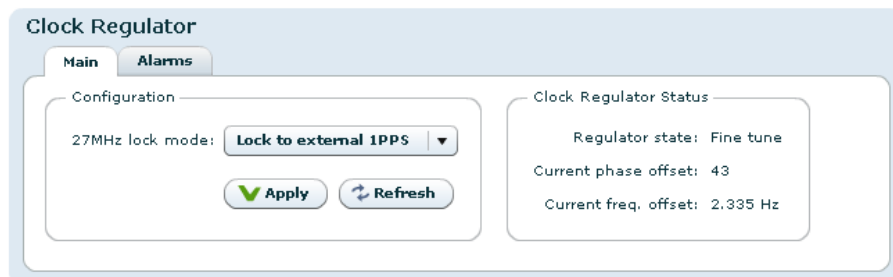 Clock Regulator
Main
Alarms
Configuration
27MHz lock mode: Lock to external 1PPS
Apply
Refresh
Clock Regulator Status
Regulator state: Fine tune
Current phase offset: 43
Current freq. offset: 2.335 Hz